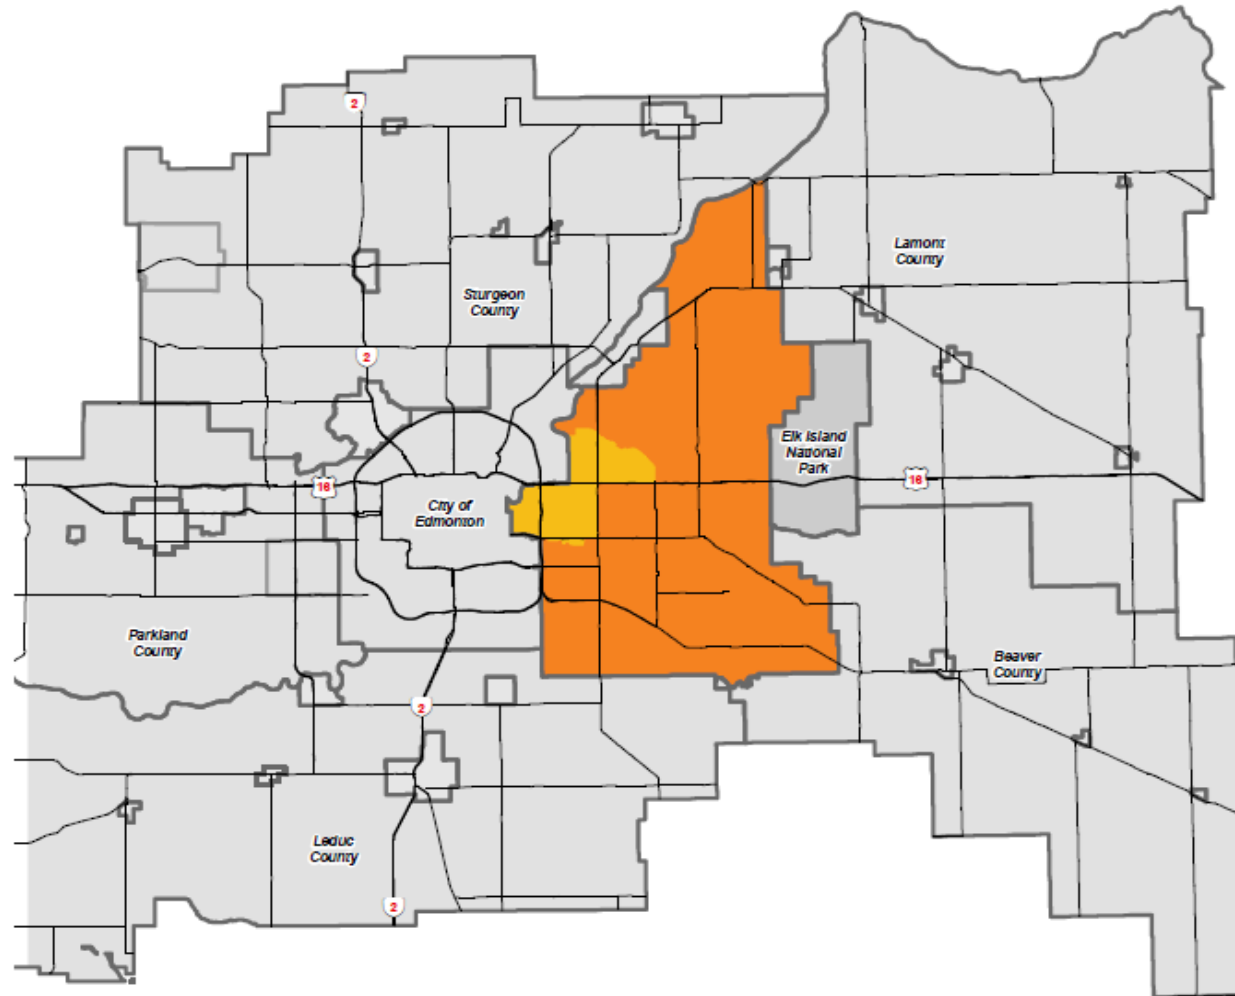 2
Lamont
County
Sturgeon
County
2
Elk Island
National
Park
16
16
City of
Edmonton
Parkland
County
Beaver
County
2
Leduc
County
2